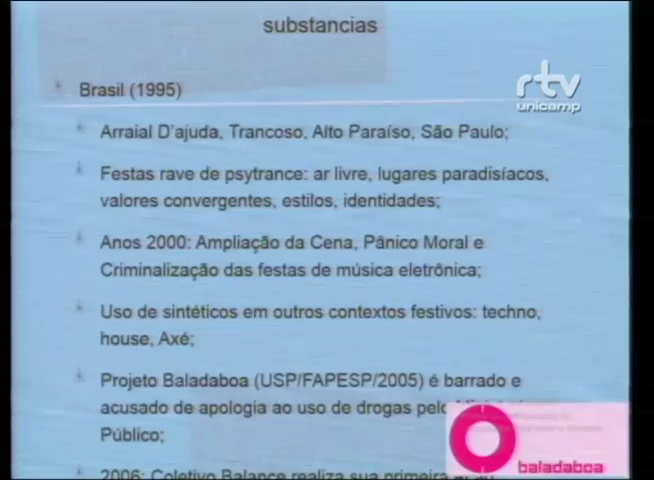 substancias
Brasil (1995)
rtv
unicamp
Arraial D'ajuda, Trancoso, Alto Paraíso, São Paulo;
Festas rave de psytrance: ar livre, lugares paradisíacos,
valores convergentes, estilos, identidades;
Anos 2000: Ampliação da Cena, Pânico Moral e
Criminalização das festas de música eletrônica;
Uso de sintéticos em outros contextos festivos: techno,
house, Axé;
Projeto Baladaboa (USP/FAPESP/2005) é barrado e
acusado de apologia ao uso de drogas pelo
Público;
2006: Coletivo Balance realiza sua primeira
baladaboa